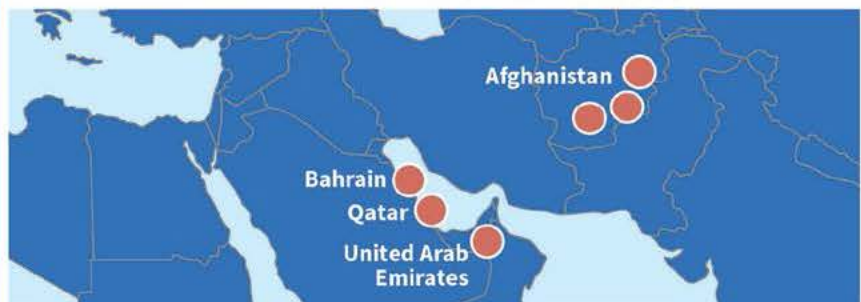 Afghanistan
Bahrain
Qatar
United Arab
Emirates